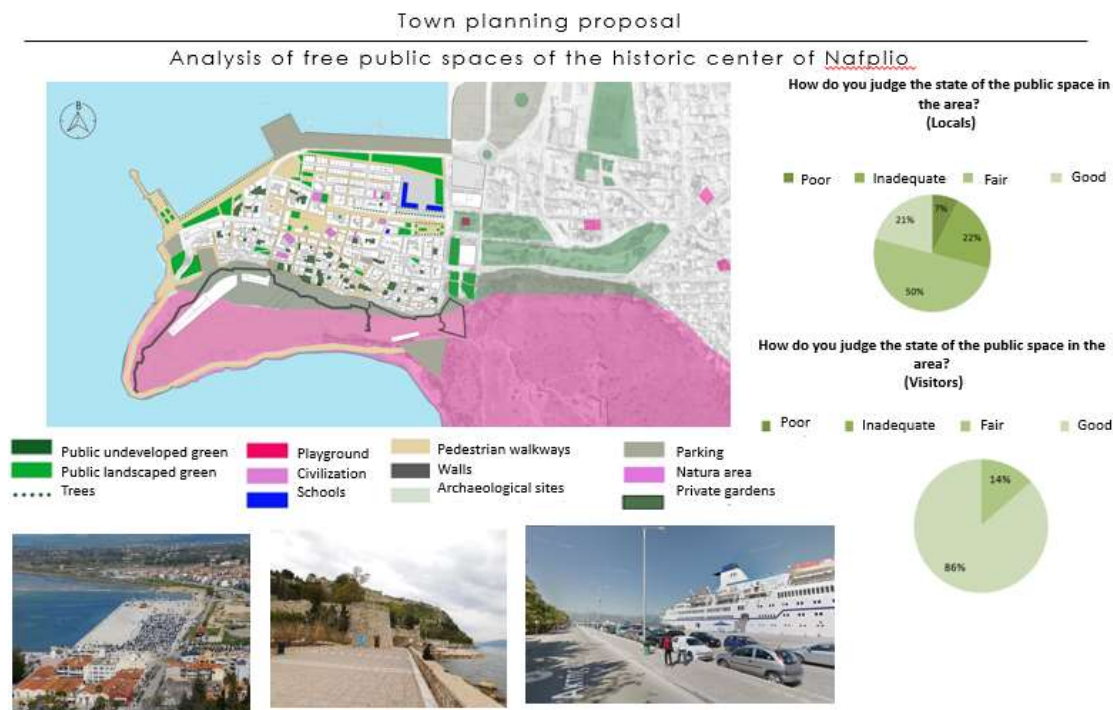 Town planning proposal
Analysis of free public spaces of the historic center of Nafplio
How do you judge the state of the public space in
the area?
(Locals)
Poor Inadequate Fair Good
7%
22%
50%
21%
How do you judge the state of the public space in the
area?
(Visitors)
Poor Inadequate Fair Good
14%
86%
Β
Public undeveloped green
Public landscaped green
Trees
Playground
Civilization
Schools
Pedestrian walkways
Walls
Archaeological sites
Parking
Natura area
Private gardens